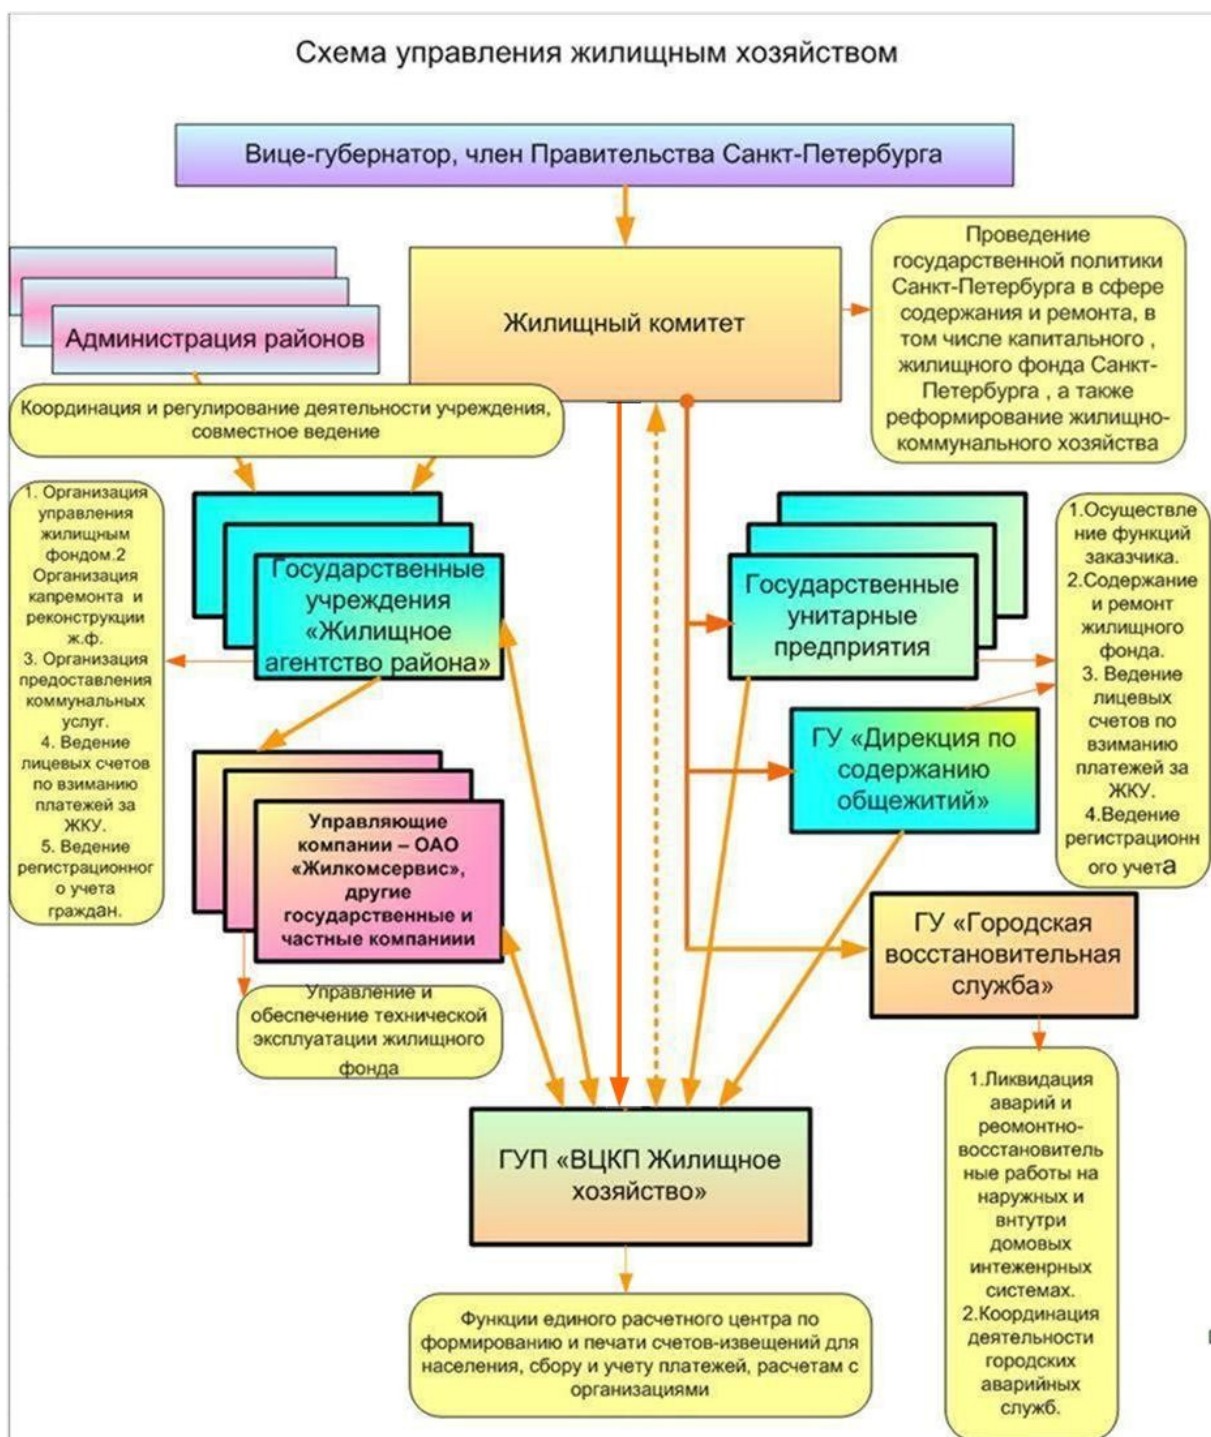 Схема управления жилищным хозяйством
Вице-губернатор, член Правительства Санкт-Петербурга
Администрация районов
Жилищный комитет
Проведение
государственной политики
Санкт-Петербурга в сфере
содержания и ремонта, в
том числе капитального ,
жилищного фонда Санкт-
Петербурга , а также
реформирование жилищно-
коммунального хозяйства
Координация и регулирование деятельности учреждения,
совместное ведение
1. Организация
управления
жилищным
фондом.2
Организация
капремонта и
реконструкции
ж.ф.
3. Организация
предоставления
коммунальных
услуг.
4. Ведение
лицевых счетов
по взиманию
платежей за
ЖКУ.
5. Ведение
регистрационног
о учета
граждан.
Государственные
учреждения
«Жилищное
агентство района»
Государственные
унитарные
предприятия
1.Осуществле
ние функций
заказчика.
2.Содержание
и ремонт
жилищного
фонда.
3. Ведение
лицевых
счетов по
взиманию
платежей за
ЖКУ.
4.Ведение
регистрационн
ого учета
ГУ «Дирекция по
содержанию
общежитий»
Управляющие
компании – ОАО
«Жилкомсервис»,
другие
государственные и
частные компаниии
ГУ «Городская
восстановительная
служба»
Управление и
обеспечение технической
эксплуатации жилищного
фонда
1.Ликвидация
аварий и
реомонтно-
восстановитель
ные работы на
наружных и
внтутри
домовых
интеженрных
системах.
2.Координация
деятельности
городских
аварийных
служб.
ГУП «ВЦКП Жилищное
хозяйство»
Функции единого расчетного центра по
формированию и печати счетов-извещений для
населения, сбору и учету платежей, расчетам с
организациями